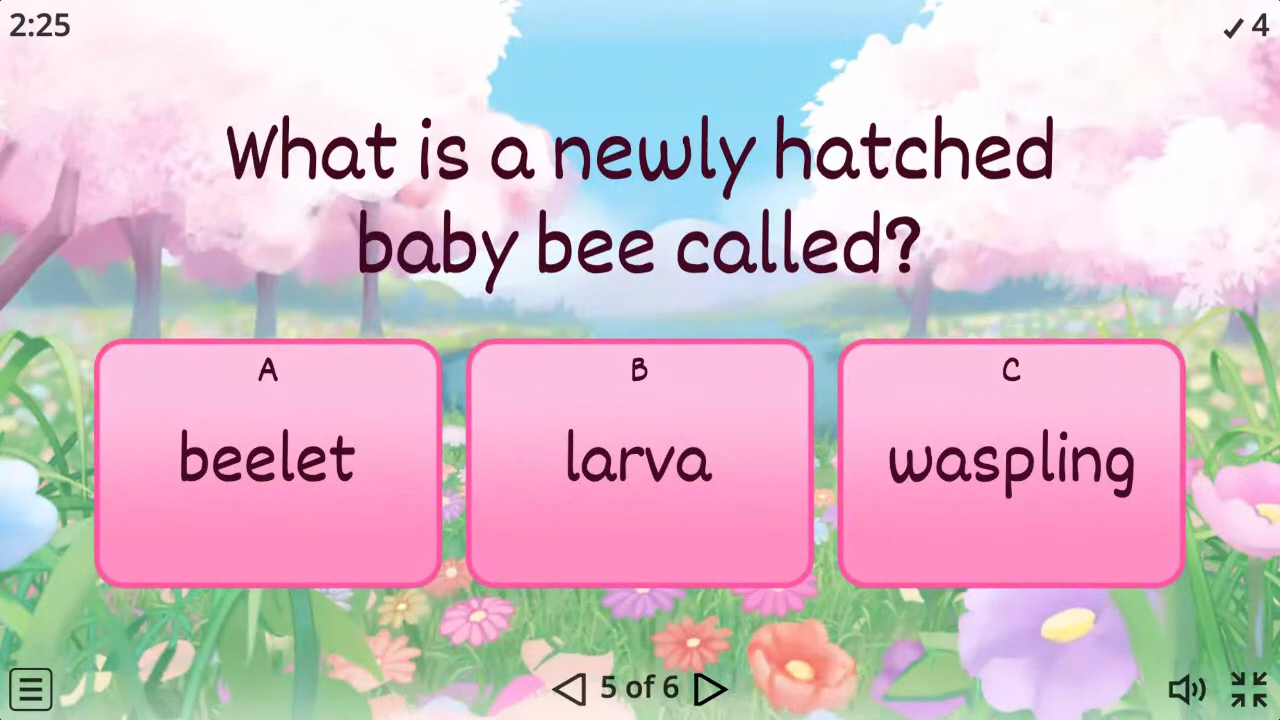 2:25
✓ 4
What is a newly hatched
baby bee called?
A
beelet
B
larva
C
waspling
5 of 6